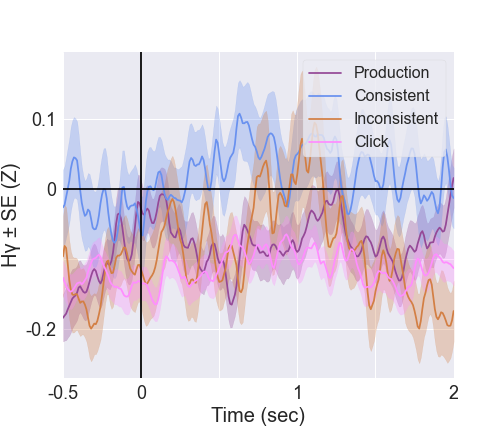 Production
Consistent
Inconsistent
Click
0.1
0
-0.2
Hγ ± SE (Z)
-0.5 0 1 2
Time (sec)